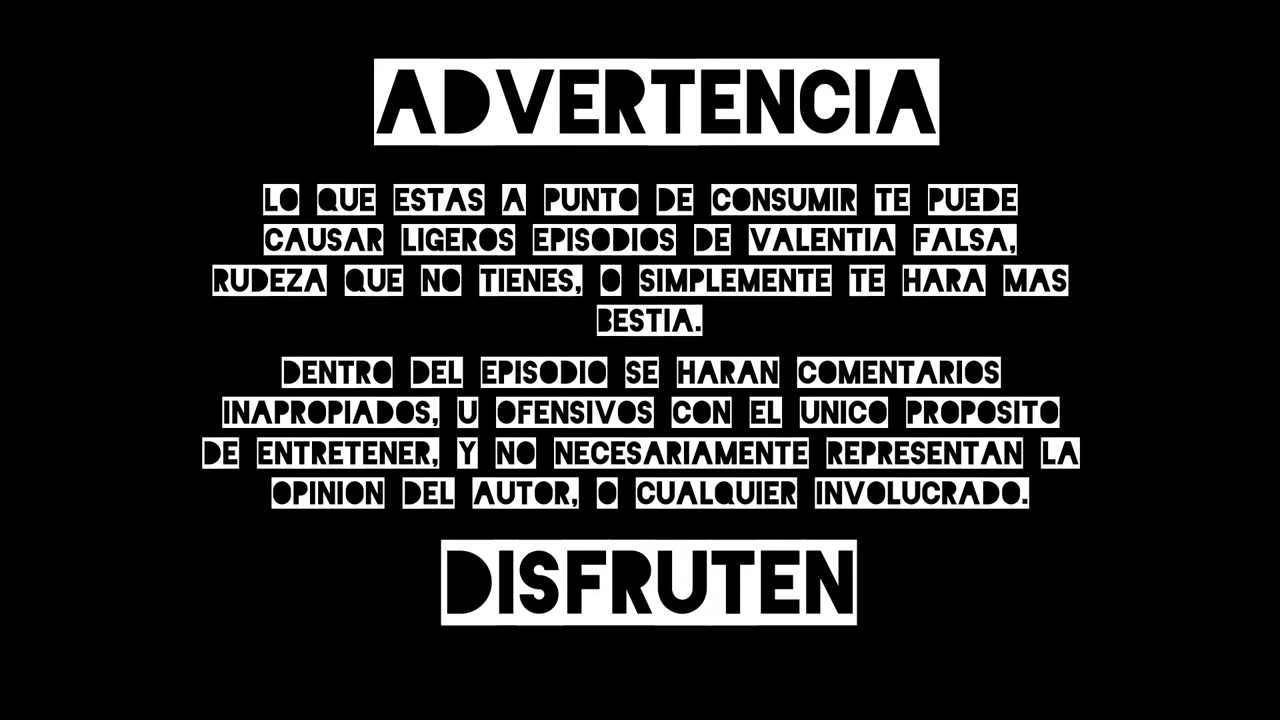 ADVERTENCIA
LO QUE ESTAS A PUNTO DE CONSUMIR TE PUEDE
CAUSAR LIGEROS EPISODIOS DE VALENTIA FALSA,
RUDEZA QUE NO TIENES, O SIMPLEMENTE TE HARA MAS
BESTIA.
DENTRO DEL EPISODIO SE HARAN COMENTARIOS
INAPROPIADOS, U OFENSIVOS CON EL UNICO PROPOSITO
DE ENTRETENER, Y NO NECESARIAMENTE REPRESENTAN LA
OPINION DEL AUTOR, O CUALQUIER INVOLUCRADO.
DISFRUTEN